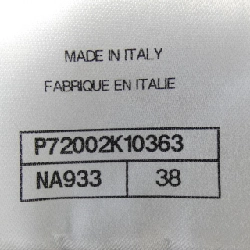 MADE IN ITALY
FABRIQUE EN ITALIE
P72002K10363
NA933 38